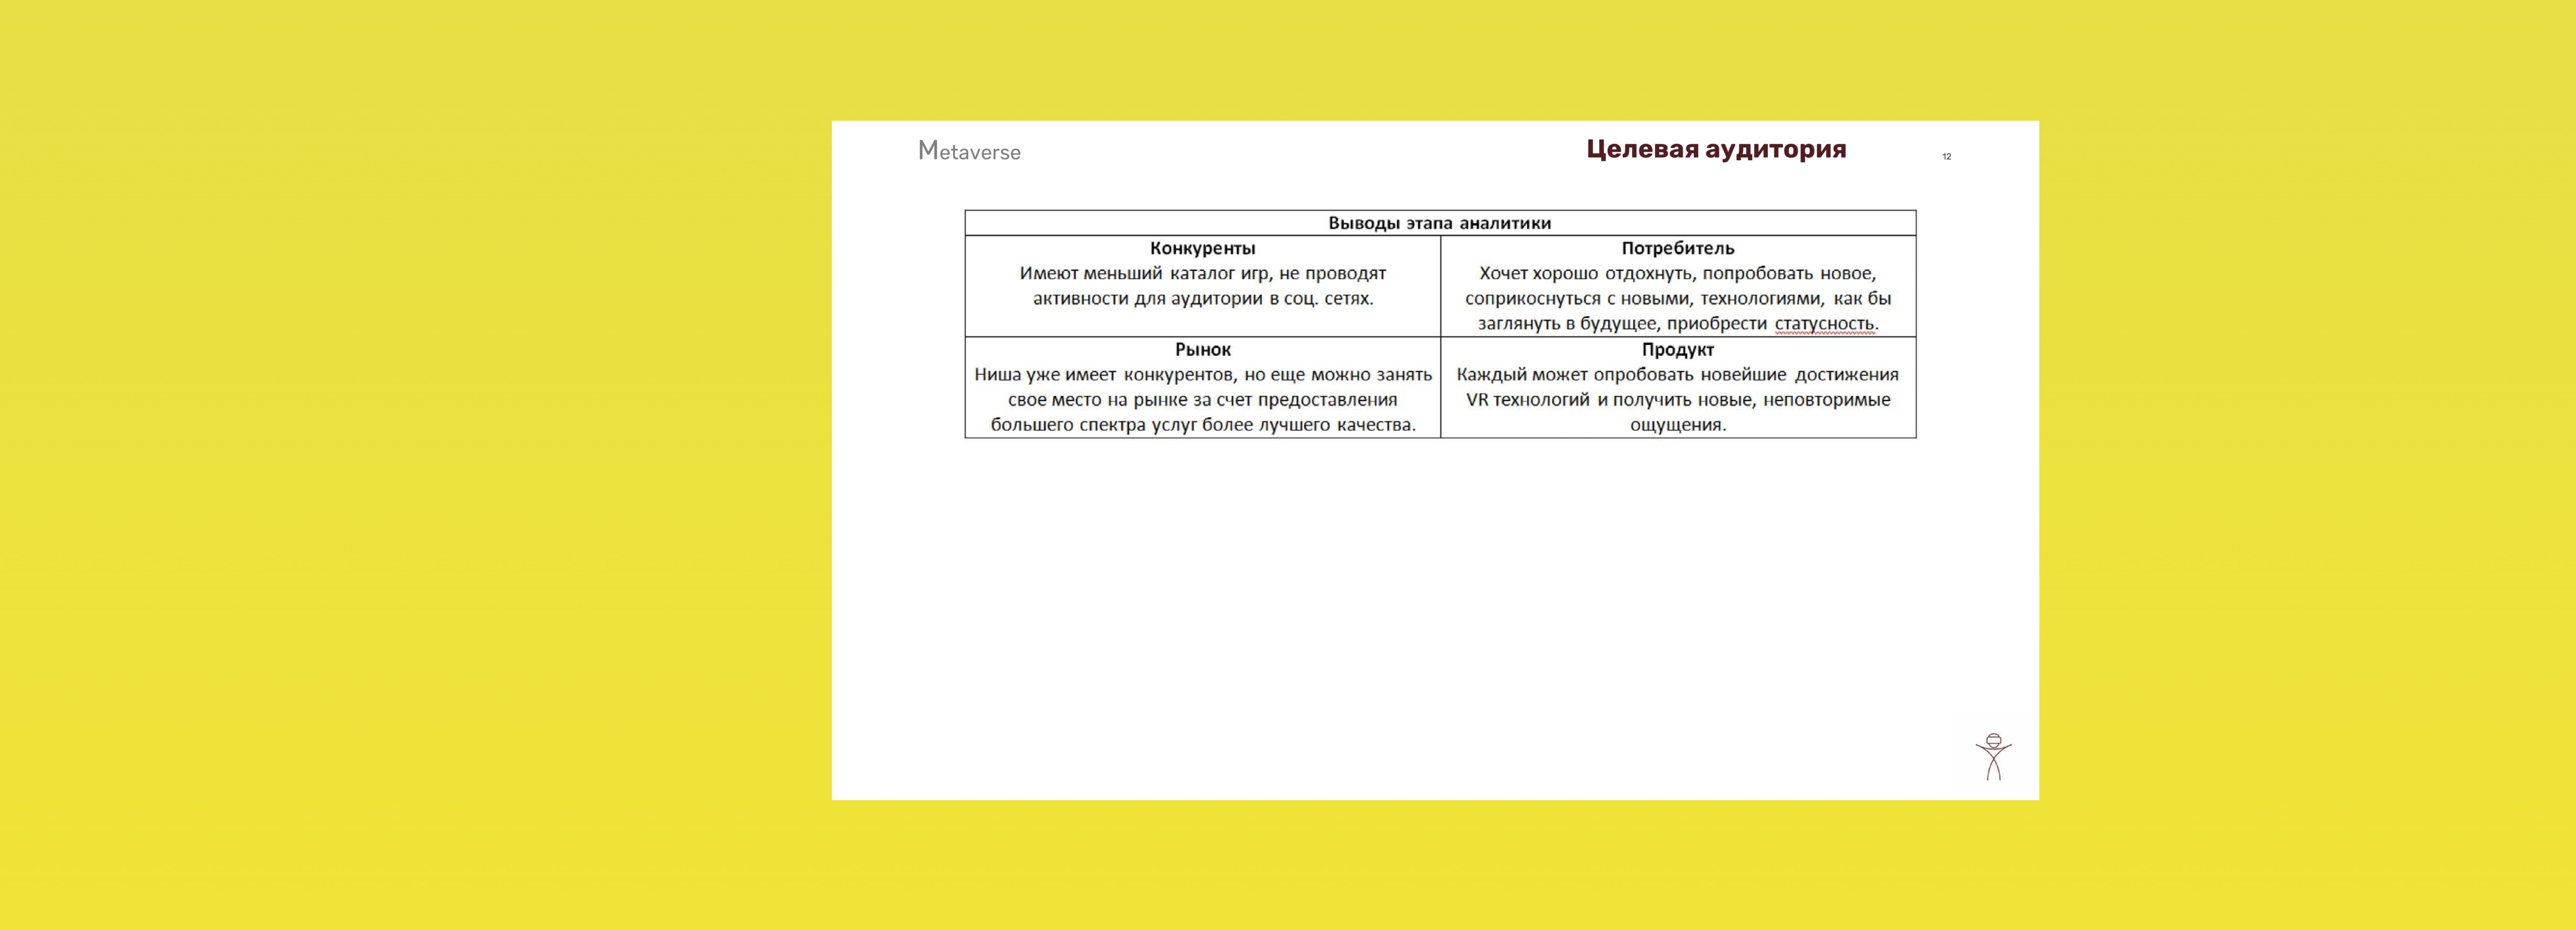 Metaverse
Целевая аудитория
12
Выводы этапа аналитики
Конкуренты
Имеют меньший каталог игр, не проводят
активности для аудитории в соц. сетях.
Потребитель
Хочет хорошо отдохнуть, попробовать новое,
соприкоснуться с новыми, технологиями, как бы
заглянуть в будущее, приобрести статусность.
Рынок
Ниша уже имеет конкурентов, но еще можно занять
свое место на рынке за счет предоставления
большего спектра услуг более лучшего качества.
Продукт
Каждый может опробовать новейшие достижения
VR технологий и получить новые, неповторимые
ощущения.